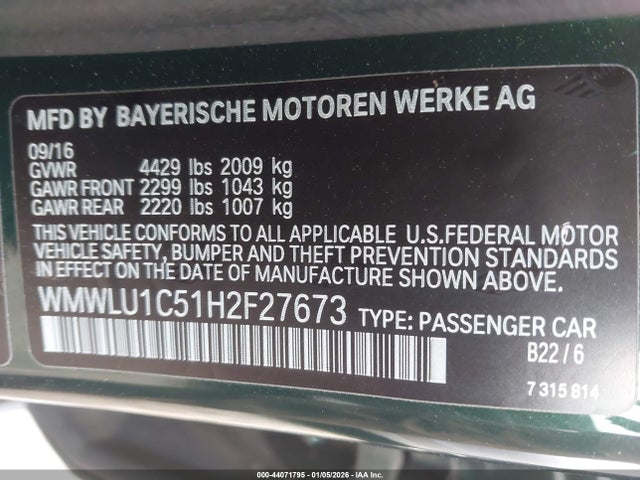 MFD BY BAYERISCHE MOTOREN WERKE AG
09/16
GVWR 4429 lbs 2009 kg
GAWR FRONT 2299 lbs 1043 kg
GAWR REAR 2220 lbs 1007 kg
THIS VEHICLE CONFORMS TO ALL APPLICABLE U.S.FEDERAL MOTOR
VEHICLE SAFETY, BUMPER AND THEFT PREVENTION STANDARDS
IN EFFECT ON THE DATE OF MANUFACTURE SHOWN ABOVE.
WMWLU1C51H2F27673 TYPE: PASSENGER CAR
B22/6
7 315 814
000-44071795 - 01/05/2026 - IAA Inc.